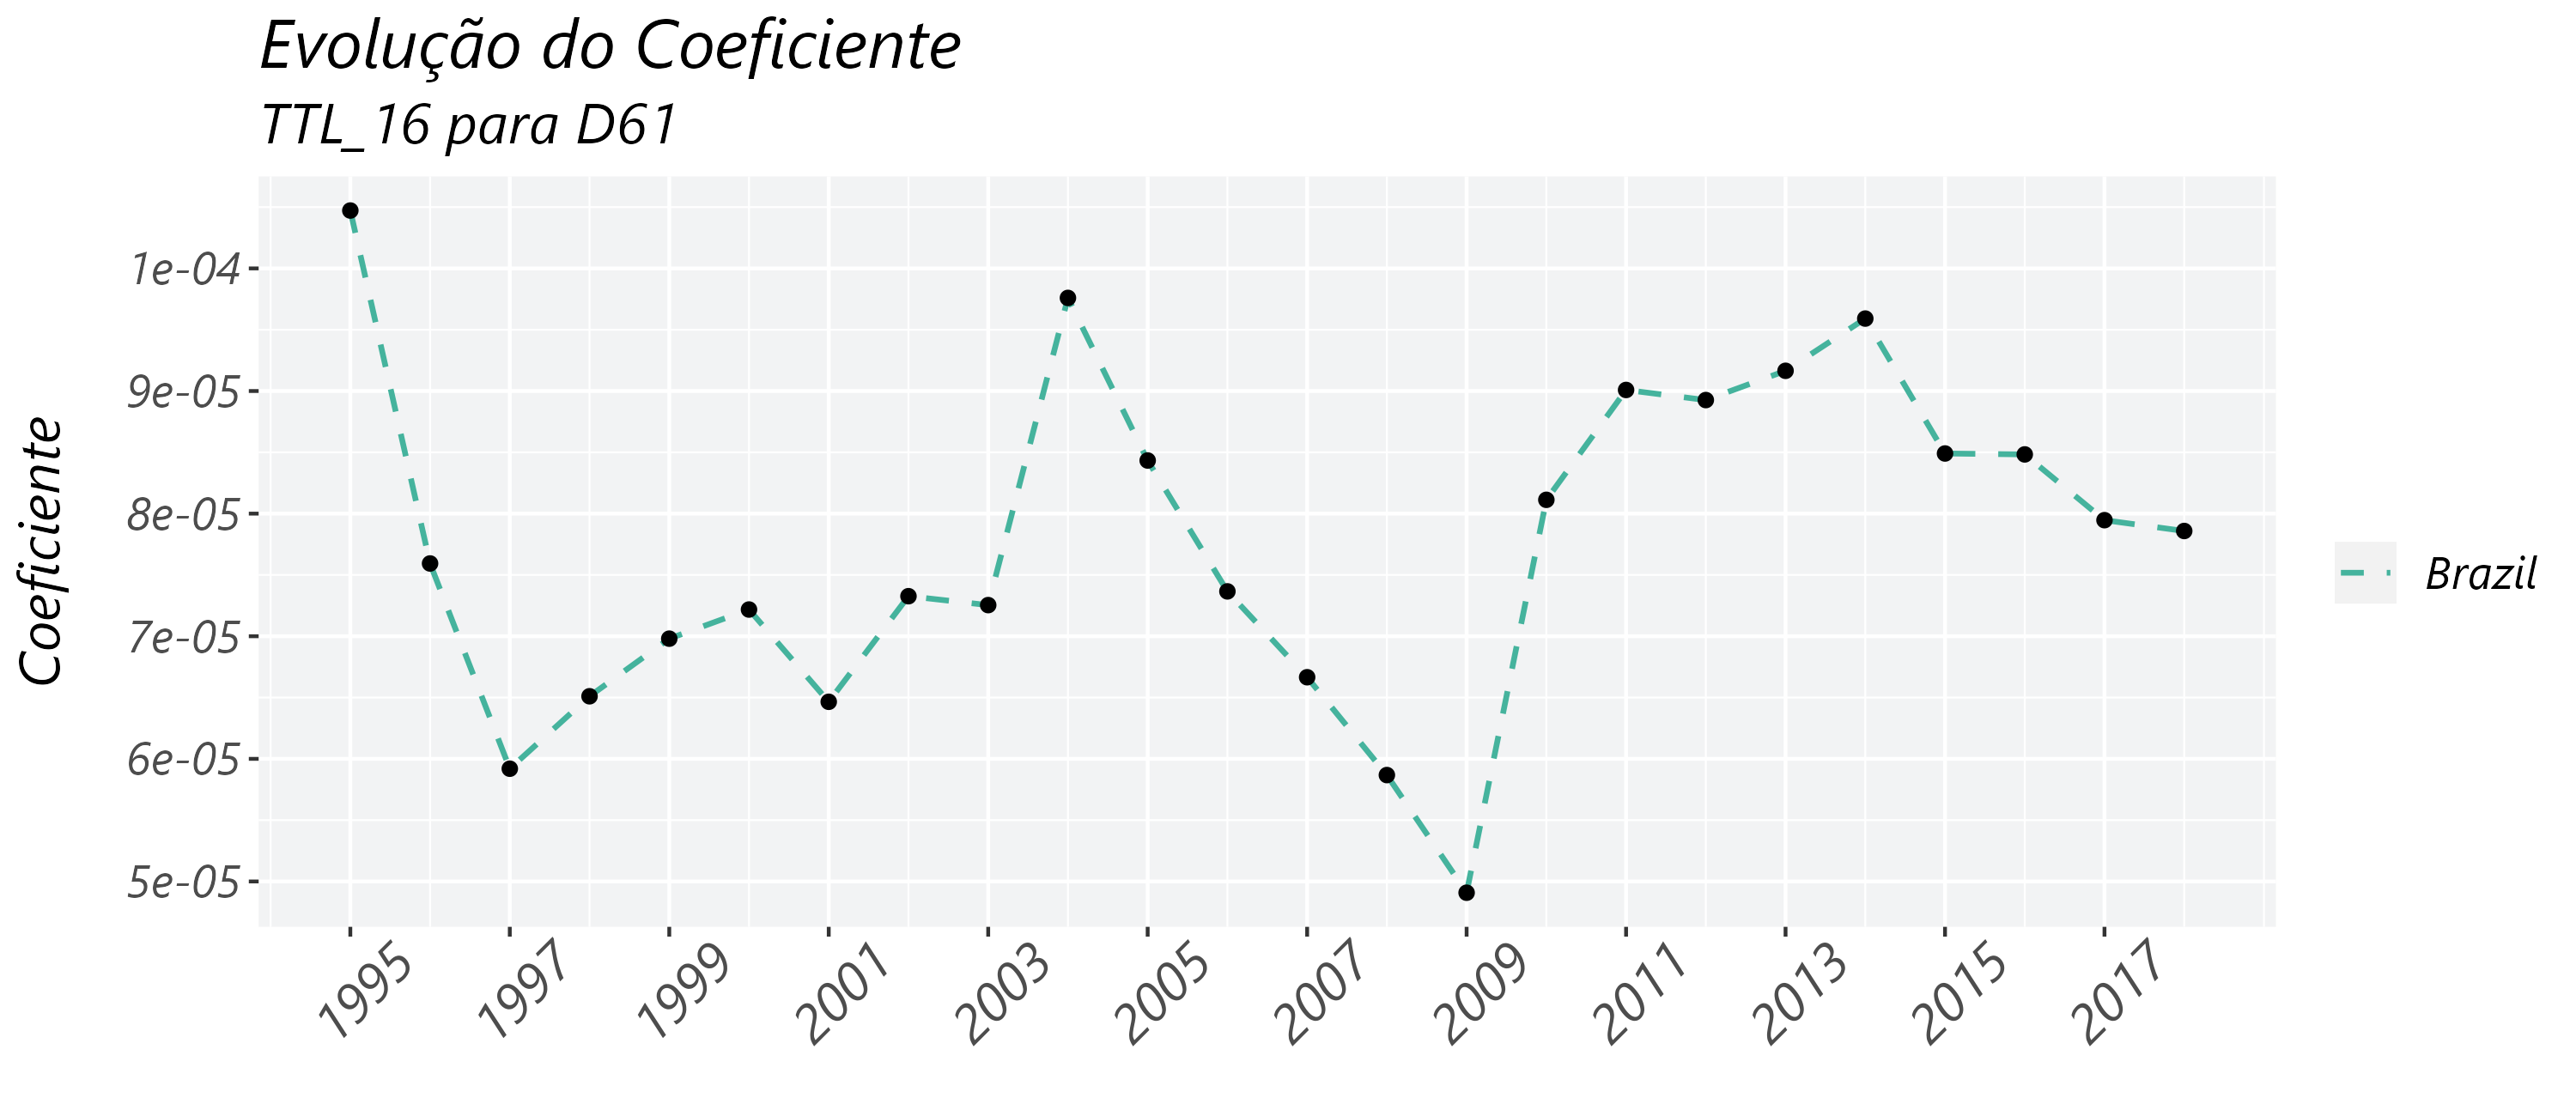 Evolução do Coeficiente
TTL_16 para D61
Coeficiente
1e-04
9e-05
8e-05
7e-05
6e-05
5e-05
1995
1997
1999
2001
2003
2005
2007
2009
2011
2013
2015
2017
Brazil